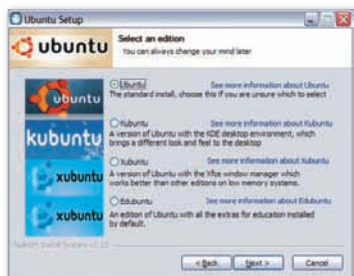 Ubuntu Setup
ubuntu
Select an edition
You can always change your mind later
ubuntu
Ubuntu
See more information about Ubuntu
The standard install, choose this if you are unsure which to select
kubuntu
Kubuntu
See more information about Kubuntu
A version of Ubuntu with the KDE desktop environment, which
brings a different look and feel to the desktop
xubuntu
Xubuntu
See more information about Xubuntu
A version of Ubuntu with the Xfce window manager which
works better than other editions on low memory systems.
xubuntu
Edubuntu
See more information about Edubuntu
An edition of Ubuntu with all the extras for education installed
by default.
Nullsoft Install System
< Back
Next >
Cancel